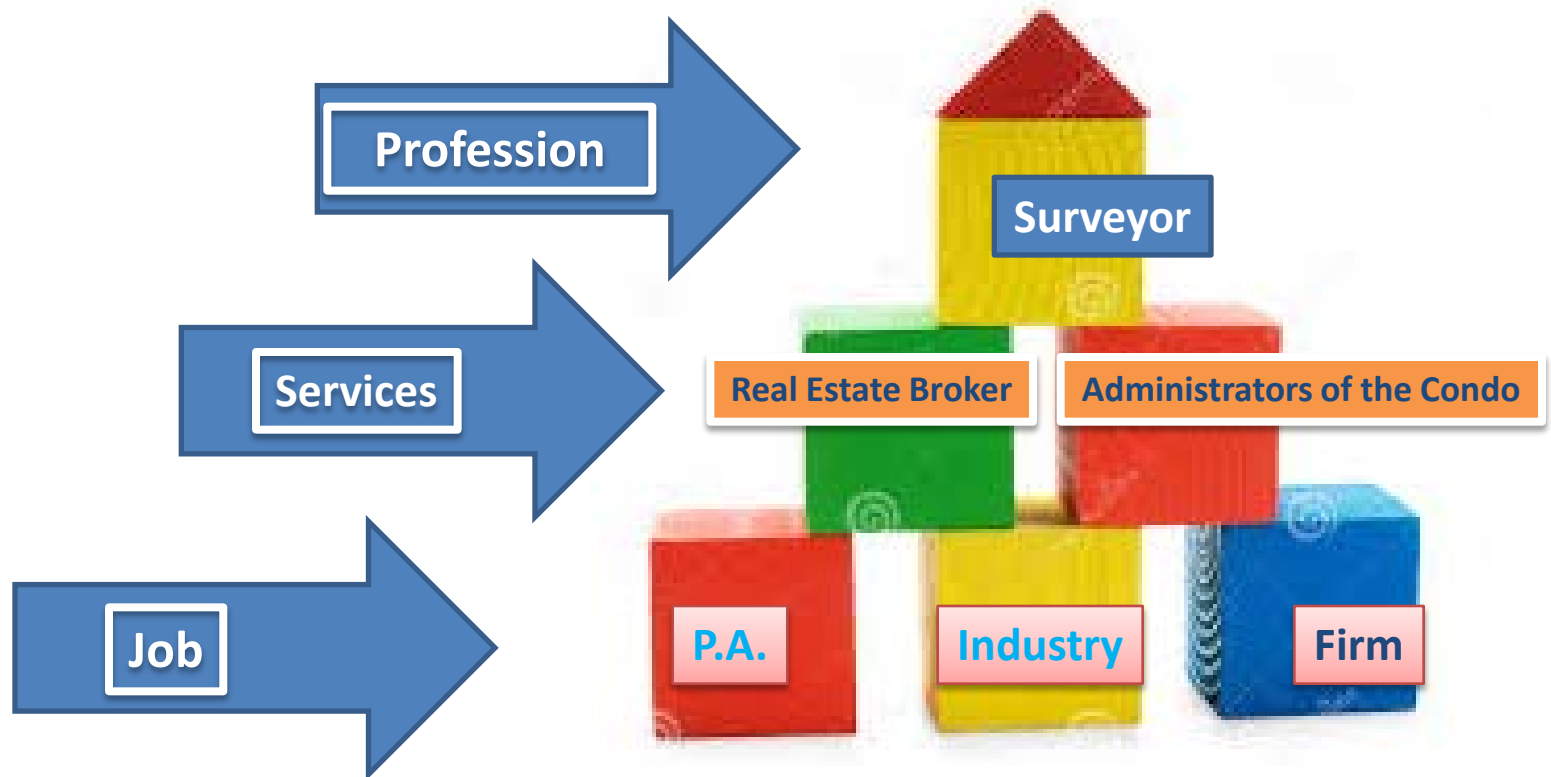 Profession
Surveyor
Services
Real Estate Broker
Administrators of the Condo
Job
P.A.
Industry
Firm